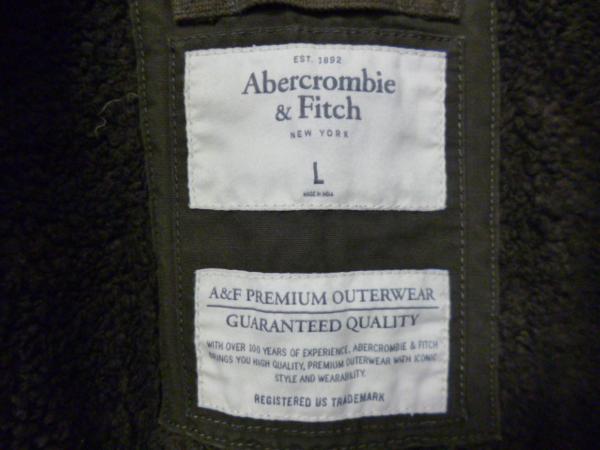 EST. 1892
Abercrombie
& Fitch
NEW YORK
L
MADE IN INDIA
A&F PREMIUM OUTERWEAR
GUARANTEED QUALITY
WITH OVER 100 YEARS OF EXPERIENCE, ABERCROMBIE & FITCH
BRINGS YOU HIGH QUALITY, PREMIUM OUTERWEAR WITH ICONIC
STYLE AND WEARABILITY.
REGISTERED US TRADEMARK